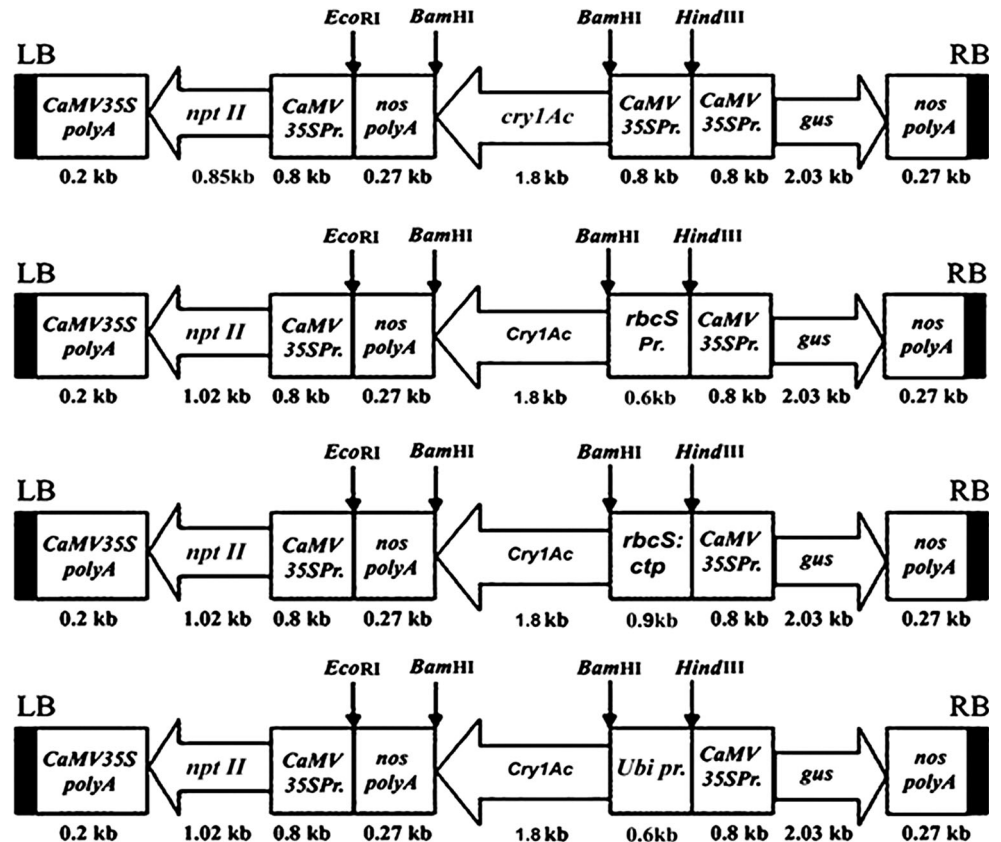 EcoRI BamHI BamHI HindIII
LB RB
CaMV35S polyA npt II CaMV 35SPr. nos polyA cry1Ac CaMV 35SPr. CaMV 35SPr. gus nos polyA
0.2 kb 0.85kb 0.8 kb 0.27 kb 1.8 kb 0.8 kb 0.8 kb 2.03 kb 0.27 kb
EcoRI BamHI BamHI HindIII
LB RB
CaMV35S polyA npt II CaMV 35SPr. nos polyA Cry1Ac rbcS Pr. CaMV 35SPr. gus nos polyA
0.2 kb 1.02 kb 0.8 kb 0.27 kb 1.8 kb 0.6kb 0.8 kb 2.03 kb 0.27 kb
EcoRI BamHI BamHI HindIII
LB RB
CaMV35S polyA npt II CaMV 35SPr. nos polyA Cry1Ac rbcS: ctp CaMV 35SPr. gus nos polyA
0.2 kb 1.02 kb 0.8 kb 0.27 kb 1.8 kb 0.9kb 0.8 kb 2.03 kb 0.27 kb
EcoRI BamHI BamHI HindIII
LB RB
CaMV35S polyA npt II CaMV 35SPr. nos polyA Cry1Ac Ubi pr. CaMV 35SPr. gus nos polyA
0.2 kb 1.02 kb 0.8 kb 0.27 kb 1.8 kb 0.6kb 0.8 kb 2.03 kb 0.27 kb